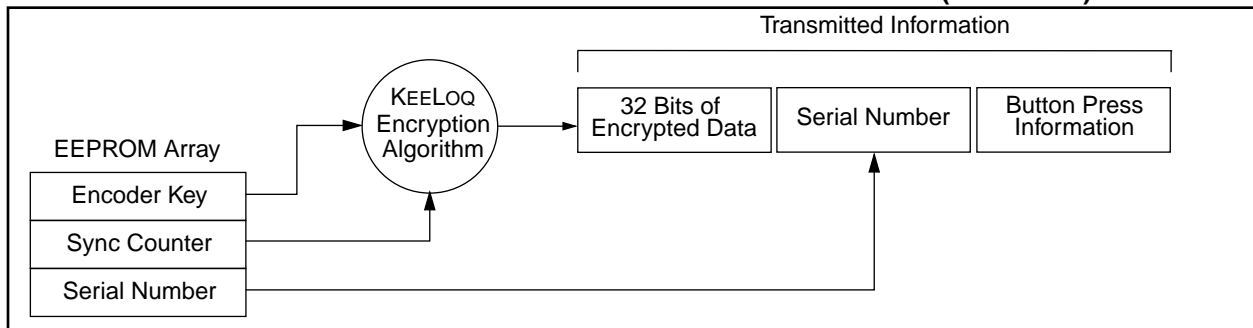 Transmitted Information
KEELOQ
Encryption
Algorithm
32 Bits of
Encrypted Data
Serial Number
Button Press
Information
EEPROM Array
Encoder Key
Sync Counter
Serial Number